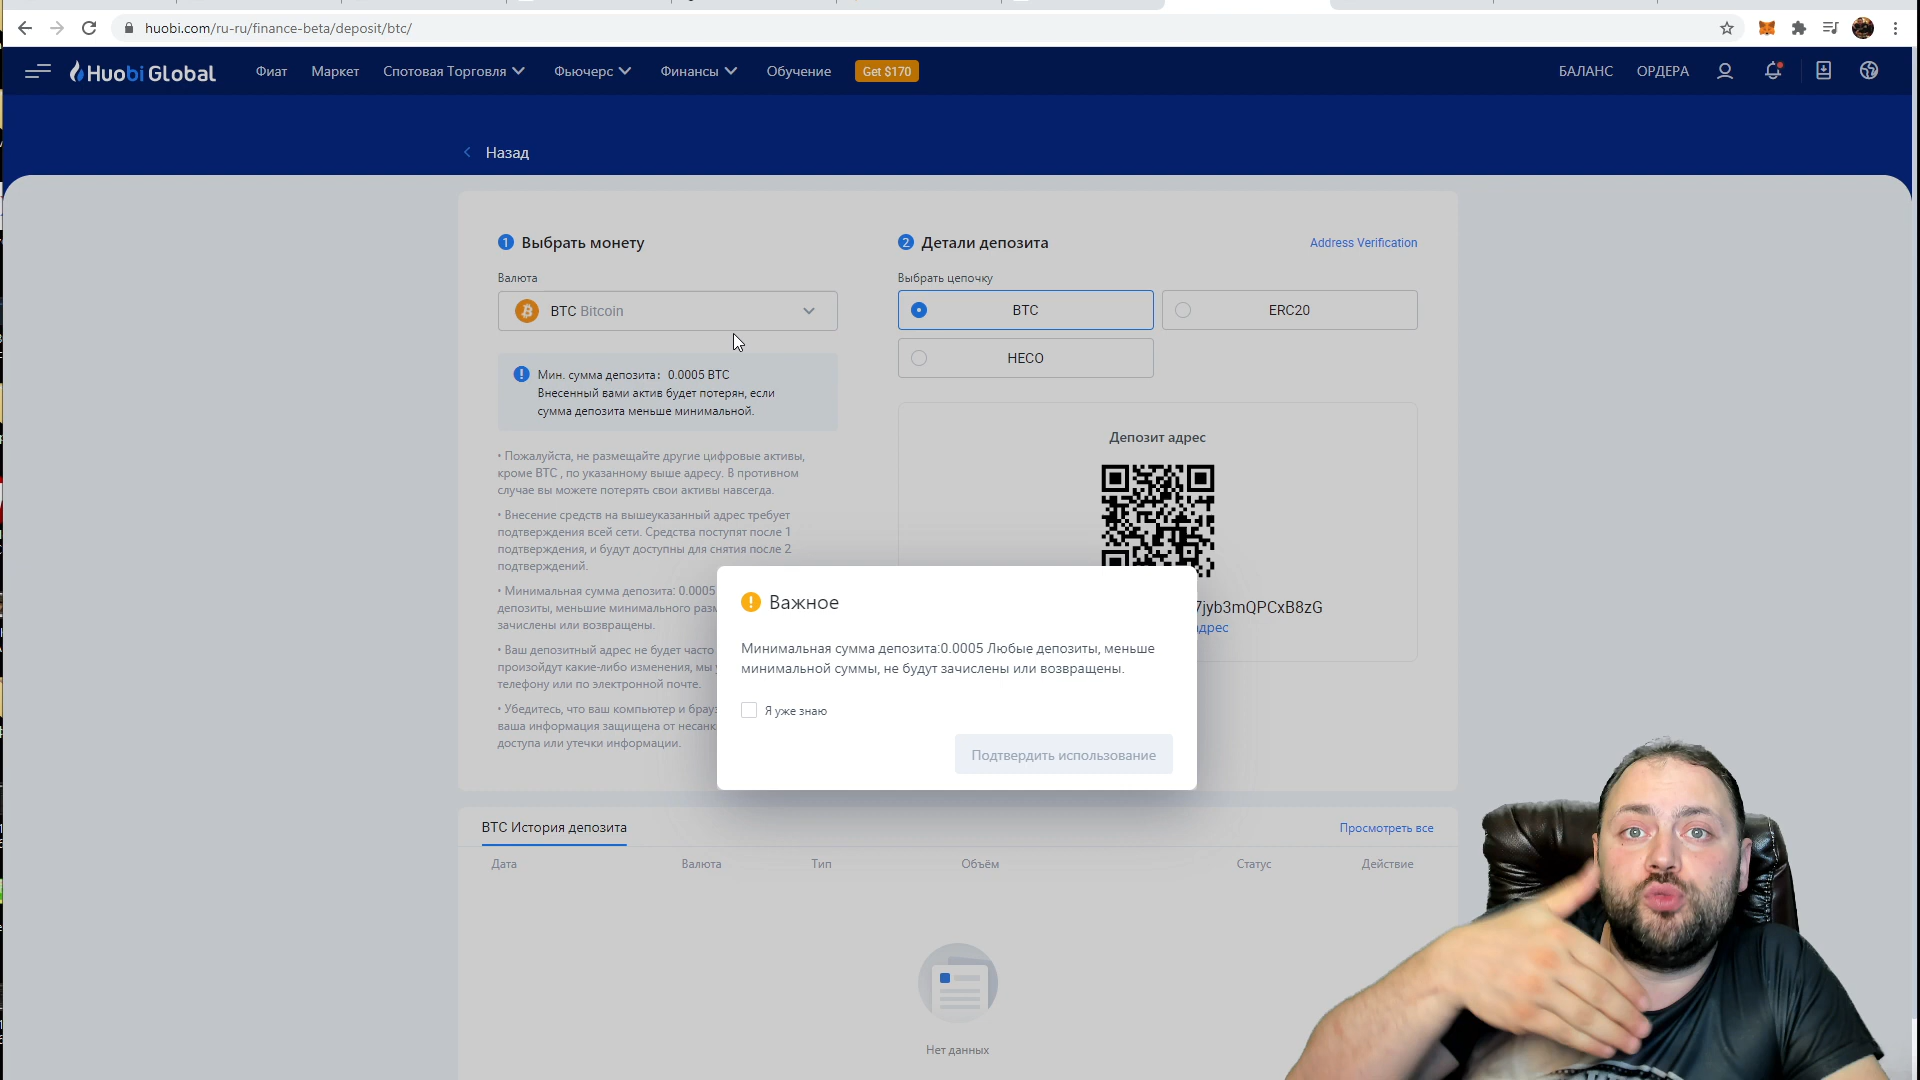 huobi.com/ru-ru/finance-beta/deposit/btc/
Huobi Global
Фиат
Маркет
Спотовая Торговля
Фьючерс
Финансы
Обучение
Get $170
БАЛАНС
ОРДЕРА
Назад
1 Выбрать монету
Валюта
BTC Bitcoin
Мин. сумма депозита: 0.0005 BTC
Внесенный вами актив будет потерян, если
сумма депозита меньше минимальной.
• Пожалуйста, не размещайте другие цифровые активы,
кроме BTC , по указанному выше адресу. В противном
случае вы можете потерять свои активы навсегда.
• Внесение средств на вышеуказанный адрес требует
подтверждения всей сети. Средства поступят после 1
подтверждения, и будут доступны для снятия после 2
подтверждений.
• Минимальная сумма депозита: 0.0005
депозиты, меньшие минимального
зачислены или возвращены.
• Ваш депозитный адрес не будет часто
произойдут какие-либо изменения, мы
телефону или по электронной почте.
• Убедитесь, что ваш компьютер и
ваша информация защищена от
доступа или утечки информации.
2 Детали депозита
Address Verification
Выбрать цепочку
BTC
ERC20
HECO
Депозит адрес
7jyb3mQPCxB8zG
Важное
Минимальная сумма депозита:0.0005 Любые депозиты, меньше
минимальной суммы, не будут зачислены или возвращены.
Я уже знаю
Подтвердить использование
BTC История депозита
Просмотреть все
Дата
Валюта
Тип
Объём
Статус
Действие
Нет данных